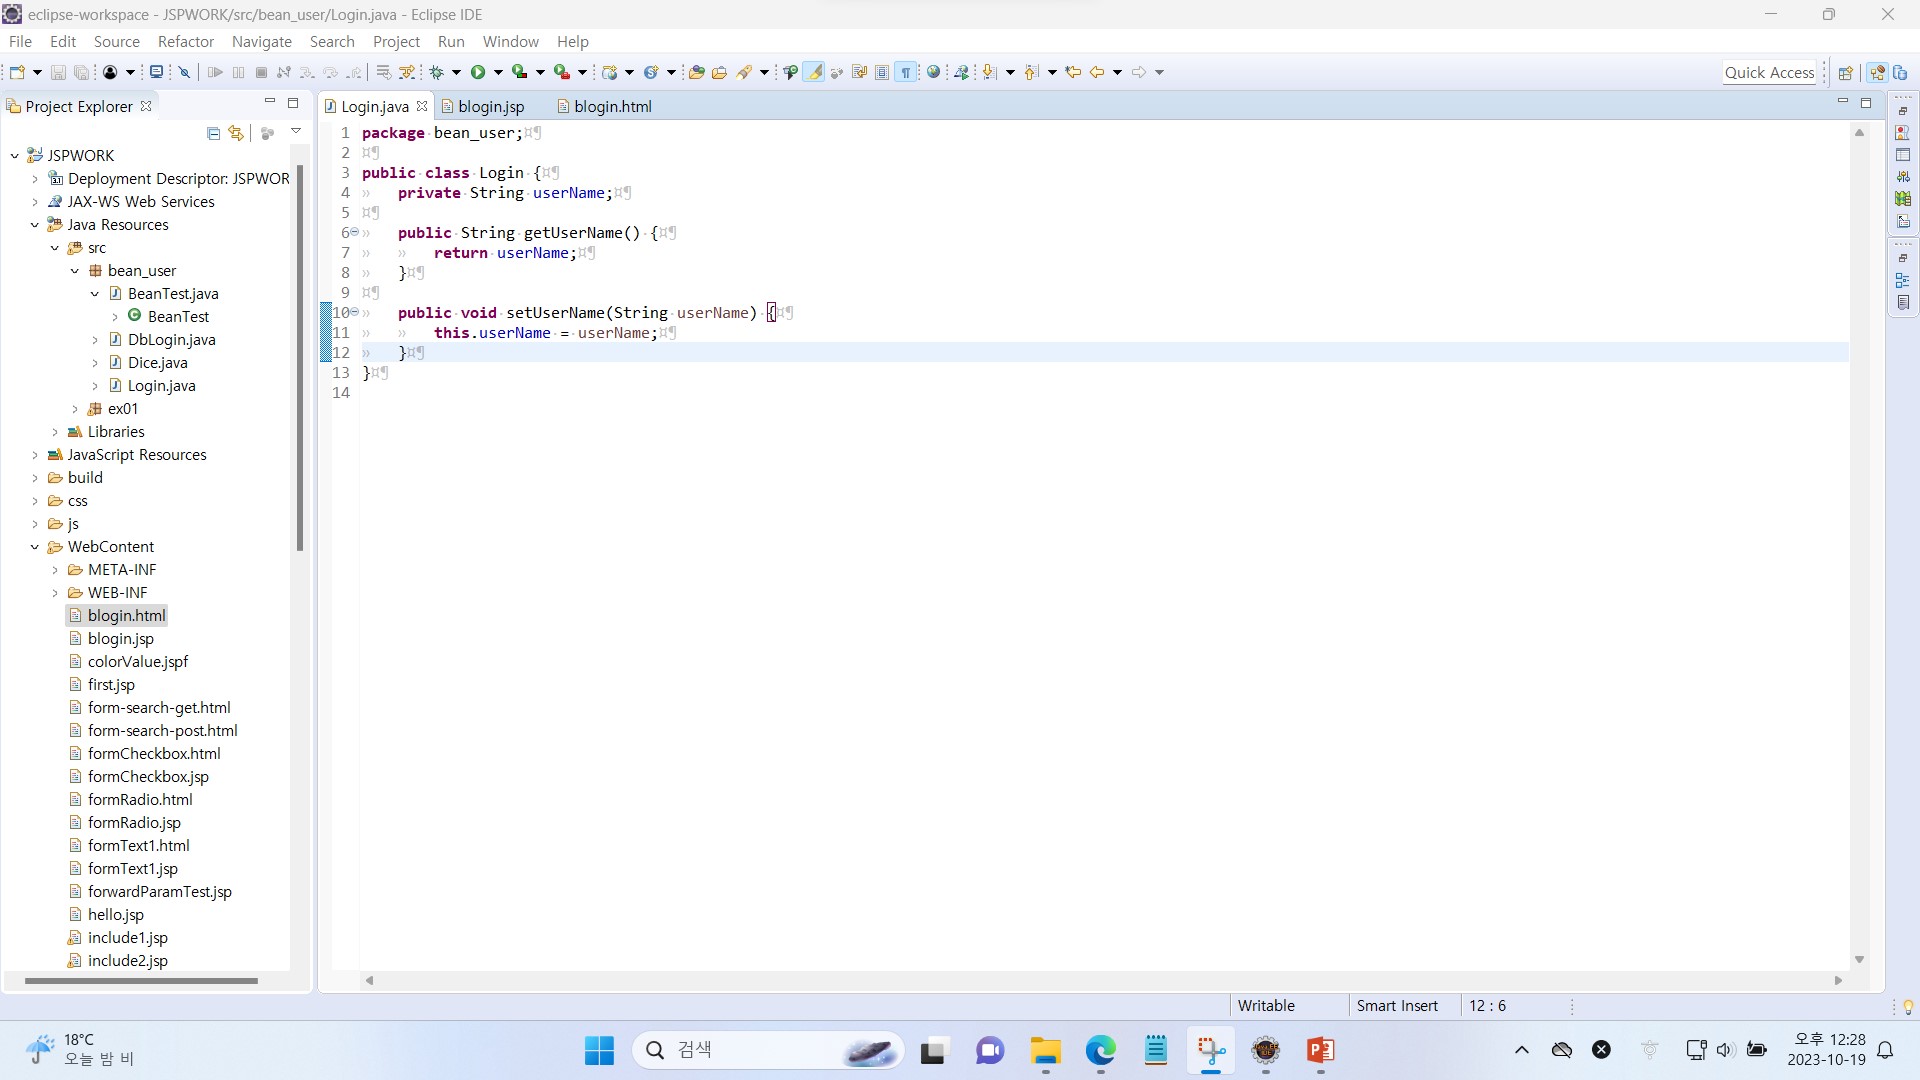 eclipse-workspace - JSPWORK/src/bean_user/Login.java - Eclipse IDE
File Edit Source Refactor Navigate Search Project Run Window Help
Quick Access
Project Explorer
JSPWORK
Deployment Descriptor: JSPWOR
JAX-WS Web Services
Java Resources
src
bean_user
BeanTest.java
BeanTest
DbLogin.java
Dice.java
Login.java
ex01
Libraries
JavaScript Resources
build
css
js
WebContent
META-INF
WEB-INF
blogin.html
blogin.jsp
colorValue.jspf
first.jsp
form-search-get.html
form-search-post.html
formCheckbox.html
formCheckbox.jsp
formRadio.html
formRadio.jsp
formText1.html
formText1.jsp
forwardParamTest.jsp
hello.jsp
include1.jsp
include2.jsp
Login.java blogin.jsp blogin.html
1 package bean_user;
2
3 public class Login {
4 private String userName;
5
6 public String getUserName() {
7 return userName;
8 }
9
10 public void setUserName(String userName) {
11 this.userName = userName;
12 }
13 }
14
Writable Smart Insert 12 : 6
18°C
오늘 밤 비
검색
오후 12:28
2023-10-19